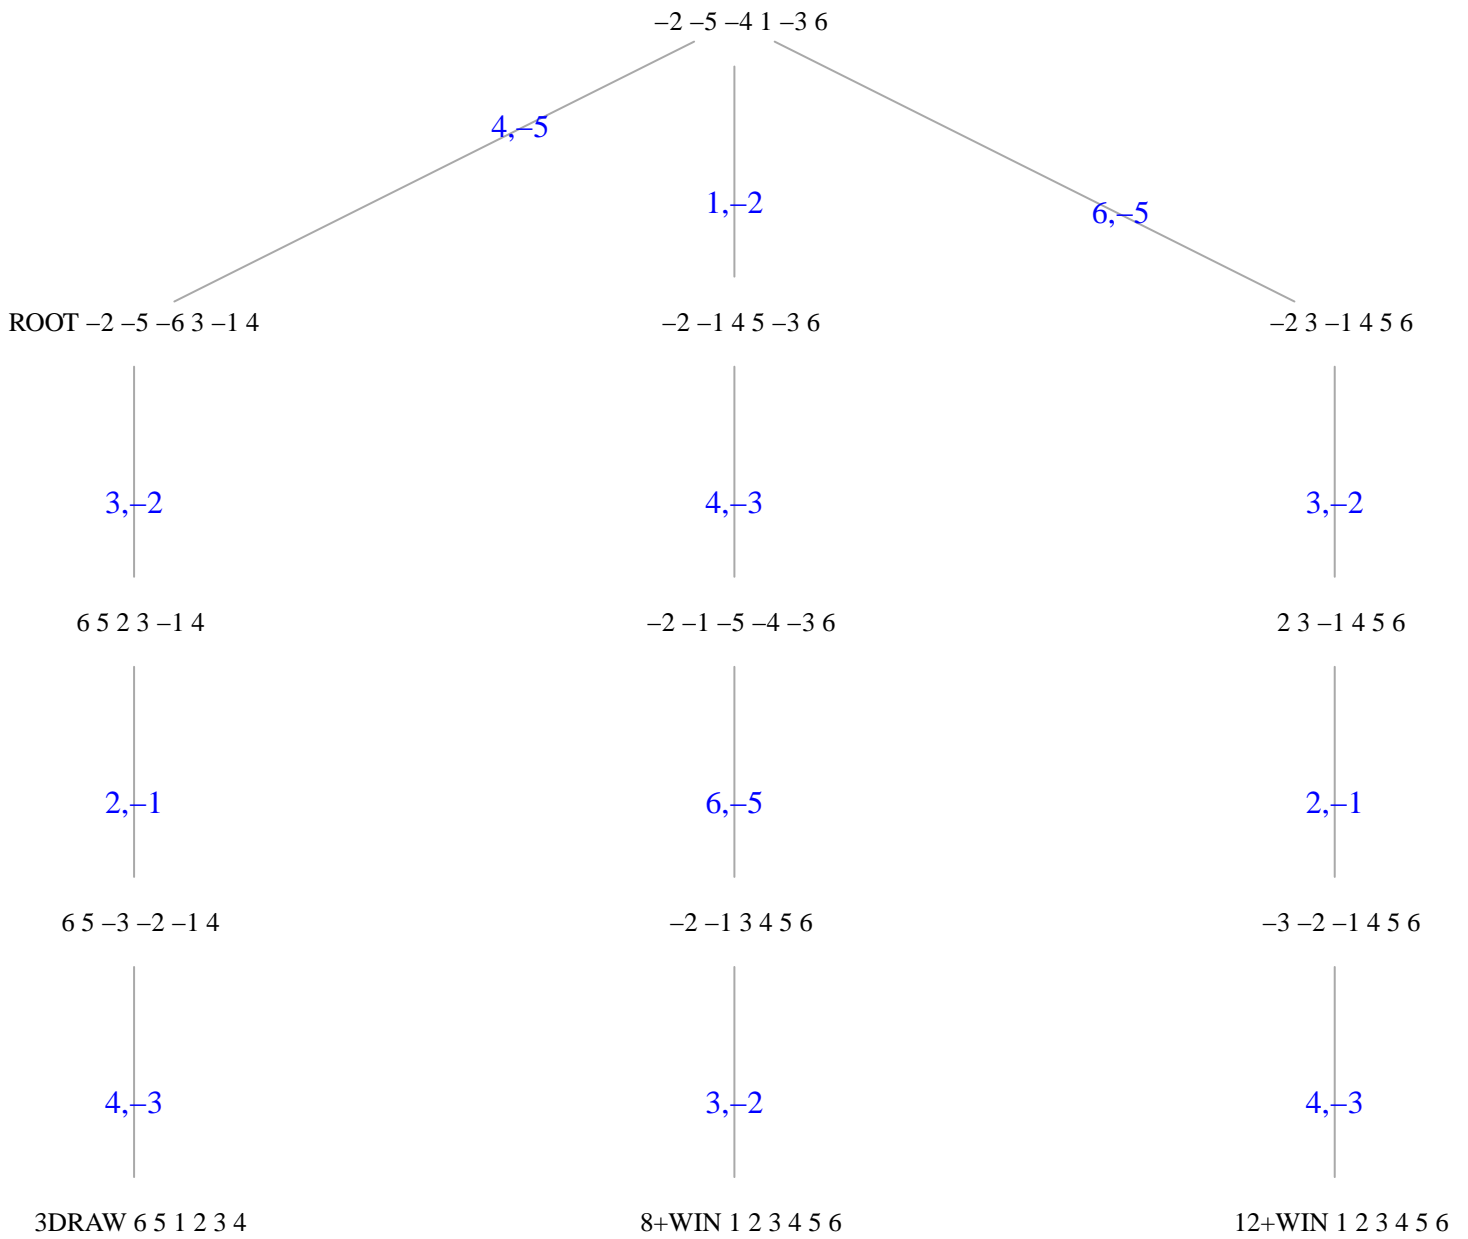 –2 –5 –4 1 –3 6
4,–5
1,–2
6,–5
ROOT –2 –5 –6 3 –1 4
–2 –1 4 5 –3 6
–2 3 –1 4 5 6
3,–2
4,–3
3,–2
6 5 2 3 –1 4
–2 –1 –5 –4 –3 6
2 3 –1 4 5 6
2,–1
6,–5
2,–1
6 5 –3 –2 –1 4
–2 –1 3 4 5 6
–3 –2 –1 4 5 6
4,–3
3,–2
4,–3
3DRAW 6 5 1 2 3 4
8+WIN 1 2 3 4 5 6
12+WIN 1 2 3 4 5 6